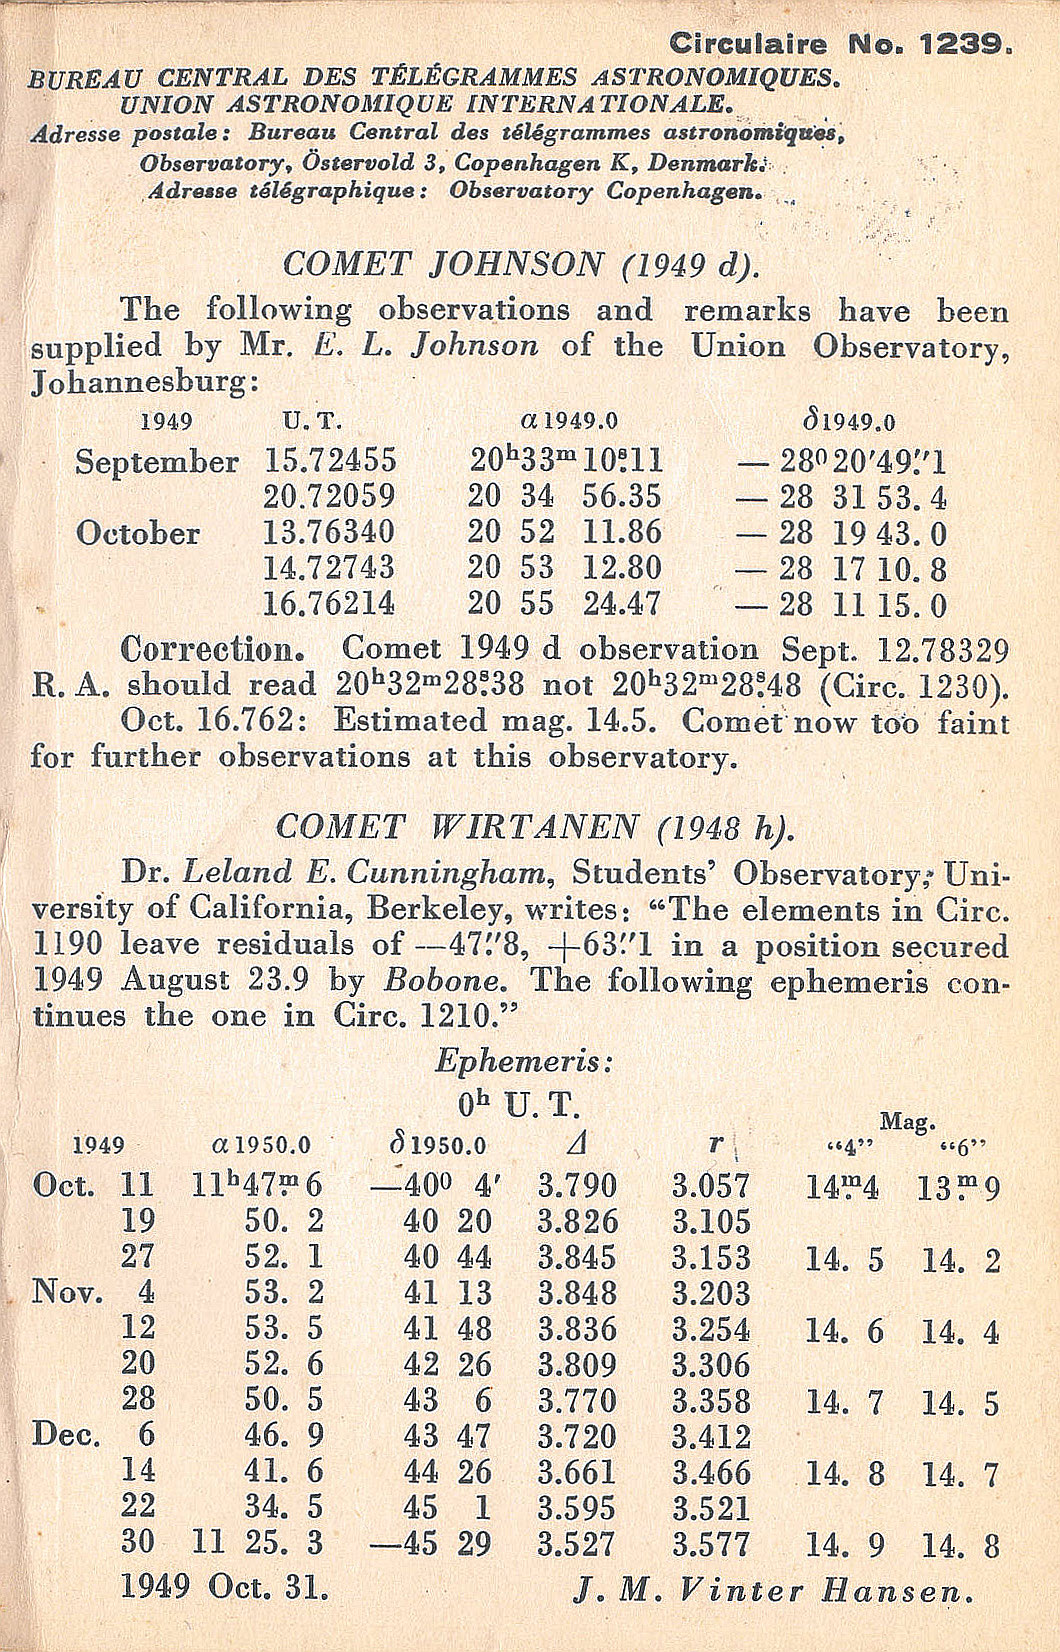 Circulaire No. 1239.
BUREAU CENTRAL DES TÉLÉGRAMMES ASTRONOMIQUES.
UNION ASTRONOMIQUE INTERNATIONALE.
Adresse postale: Bureau Central des télégrammes astronomiques,
Observatory, Östervold 3, Copenhagen K, Denmark.
Adresse télégraphique: Observatory Copenhagen.
COMET JOHNSON (1949 d).
The following observations and remarks have been
supplied by Mr. E. L. Johnson of the Union Observatory,
Johannesburg:
1949 U. T. α 1949.0 δ 1949.0
September 15.72455 20ʰ33ᵐ10ˢ.11 — 28⁰20′49″.1
20.72059 20 34 56.35 — 28 31 53.4
October 13.76340 20 52 11.86 — 28 19 43.0
14.72743 20 53 12.80 — 28 17 10.8
16.76214 20 55 24.47 — 28 11 15.0
Correction. Comet 1949 d observation Sept. 12.78329
R. A. should read 20ʰ32ᵐ28ˢ.38 not 20ʰ32ᵐ28ˢ.48 (Circ. 1230).
Oct. 16.762: Estimated mag. 14.5. Comet now too faint
for further observations at this observatory.
COMET WIRTANEN (1948 h).
Dr. Leland E. Cunningham, Students’ Observatory, Uni-
versity of California, Berkeley, writes: “The elements in Circ.
1190 leave residuals of —47″.8, +63″.1 in a position secured
1949 August 23.9 by Bobone. The following ephemeris con-
tinues the one in Circ. 1210.”
Ephemeris:
0ʰ U. T.
Mag.
1949 α 1950.0 δ 1950.0 Δ r “4” “6”
Oct. 11 11ʰ47ᵐ.6 —40⁰ 4′ 3.790 3.057 14ᵐ.4 13ᵐ.9
19 50. 2 40 20 3.826 3.105
27 52. 1 40 44 3.845 3.153 14. 5 14. 2
Nov. 4 53. 2 41 13 3.848 3.203
12 53. 5 41 48 3.836 3.254 14. 6 14. 4
20 52. 6 42 26 3.809 3.306
28 50. 5 43 6 3.770 3.358 14. 7 14. 5
Dec. 6 46. 9 43 47 3.720 3.412
14 41. 6 44 26 3.661 3.466 14. 8 14. 7
22 34. 5 45 1 3.595 3.521
30 11 25. 3 —45 29 3.527 3.577 14. 9 14. 8
1949 Oct. 31. J. M. Vinter Hansen.